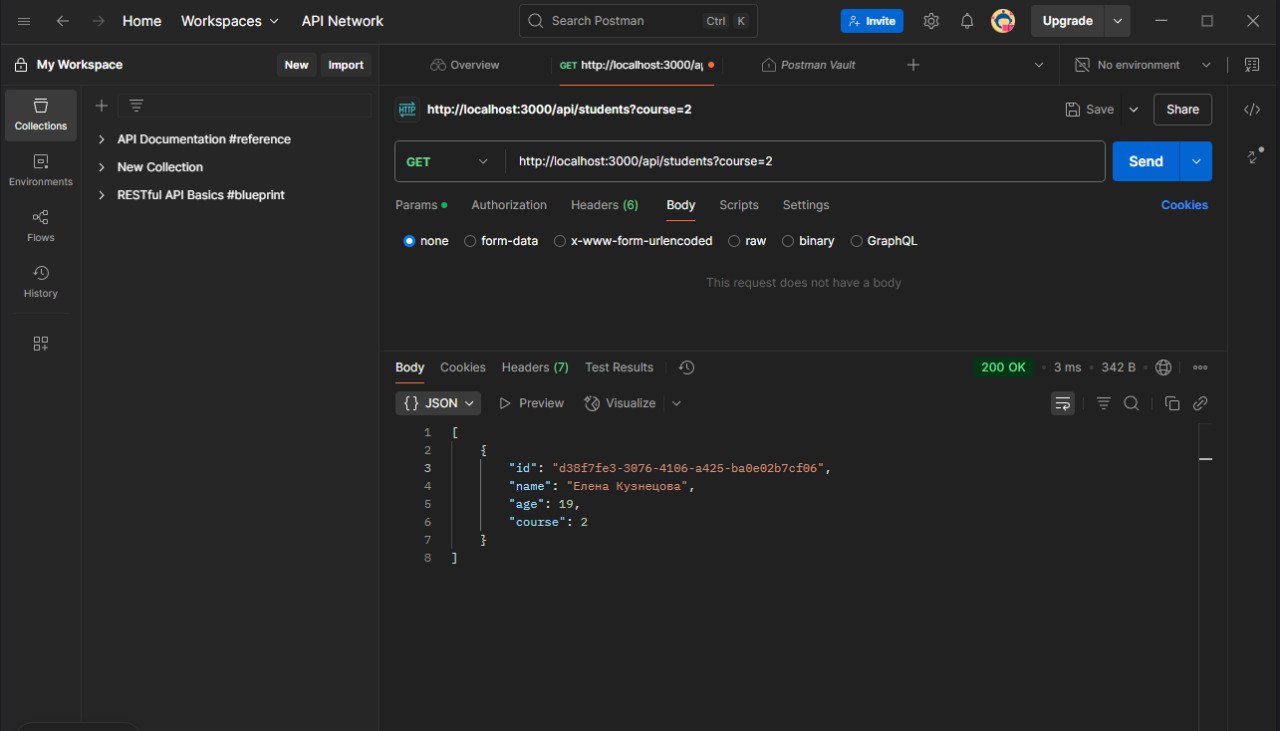 Home Workspaces API Network Search Postman Ctrl K Invite Upgrade
My Workspace New Import Overview GET http://localhost:3000/a Postman Vault No environment
Collections
Environments
Flows
History
API Documentation #reference
New Collection
RESTful API Basics #blueprint
HTTP http://localhost:3000/api/students?course=2 Save Share
GET http://localhost:3000/api/students?course=2 Send
Params Authorization Headers (6) Body Scripts Settings Cookies
none form-data x-www-form-urlencoded raw binary GraphQL
This request does not have a body
Body Cookies Headers (7) Test Results 200 OK • 3 ms • 342 B •
{} JSON Preview Visualize
1 [
2 {
3 "id": "d38f7fe3-3076-4106-a425-ba0e02b7cf06",
4 "name": "Елена Кузнецова",
5 "age": 19,
6 "course": 2
7 }
8 ]